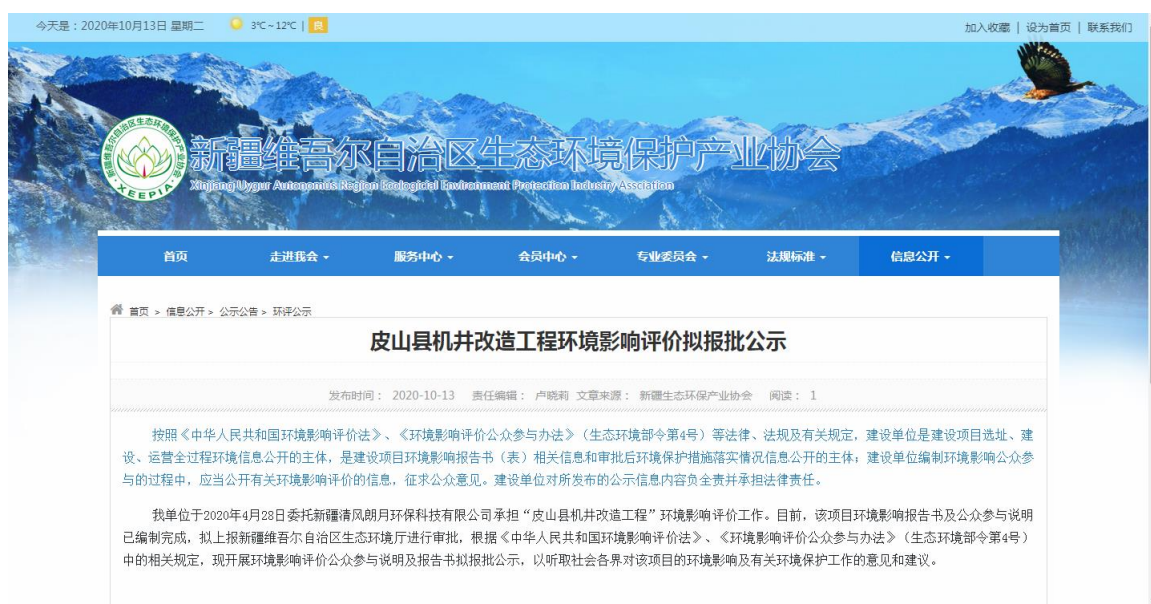 今天是：2020年10月13日 星期二 3℃~12℃ | 良
加入收藏 | 设为首页 | 联系我们
新疆维吾尔自治区生态环境保护产业协会
XEEPIA
Xinjiang Uygur Autonomous Region Ecological Environment Protection Industry Assciation
首页 走进我会 服务中心 会员中心 专业委员会 法规标准 信息公开
首页 > 信息公开 > 公示公告 > 环评公示
皮山县机井改造工程环境影响评价拟报批公示
发布时间： 2020-10-13 责任编辑： 卢晓莉 文章来源： 新疆生态环保产业协会 阅读： 1
按照《中华人民共和国环境影响评价法》、《环境影响评价公众参与办法》（生态环境部令第4号）等法律、法规及有关规定，建设单位是建设项目选址、建
设、运营全过程环境信息公开的主体，是建设项目环境影响报告书（表）相关信息和审批后环境保护措施落实情况信息公开的主体；建设单位编制环境影响公众参
与的过程中，应当公开有关环境影响评价的信息，征求公众意见。建设单位对所发布的公示信息内容负全责并承担法律责任。
我单位于2020年4月28日委托新疆清风朗月环保科技有限公司承担“皮山县机井改造工程”环境影响评价工作。目前，该项目环境影响报告书及公众参与说明
已编制完成，拟上报新疆维吾尔自治区生态环境厅进行审批，根据《中华人民共和国环境影响评价法》、《环境影响评价公众参与办法》（生态环境部令第4号）
中的相关规定，现开展环境影响评价公众参与说明及报告书拟报批公示，以听取社会各界对该项目的环境影响及有关环境保护工作的意见和建议。